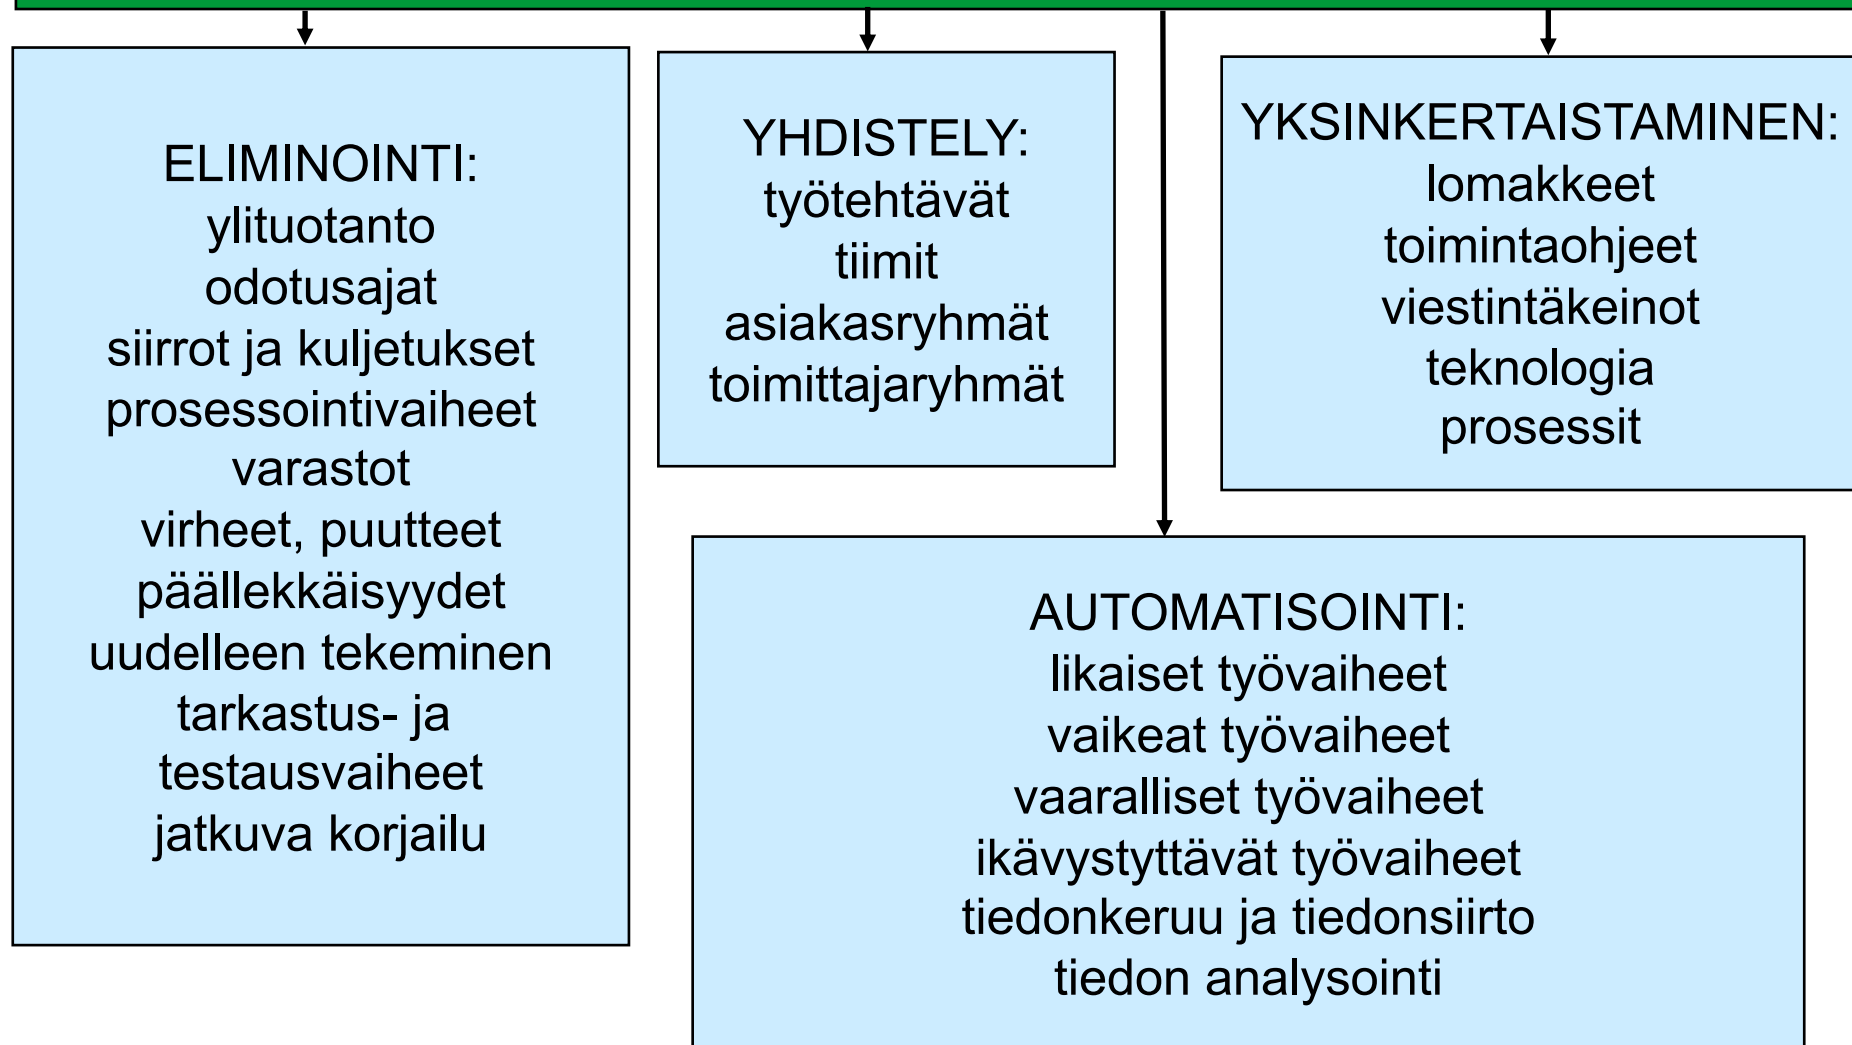 ELIMINOINTI:
ylituotanto
odotusajat
siirrot ja kuljetukset
prosessointivaiheet
varastot
virheet, puutteet
päällekkäisyydet
uudelleen tekeminen
tarkastus- ja
testausvaiheet
jatkuva korjailu
YHDISTELY:
työtehtävät
tiimit
asiakasryhmät
toimittajaryhmät
YKSINKERTAISTAMINEN:
lomakkeet
toimintaohjeet
viestintäkeinot
teknologia
prosessit
AUTOMATISOINTI:
likaiset työvaiheet
vaikeat työvaiheet
vaaralliset työvaiheet
ikävystyttävät työvaiheet
tiedonkeruu ja tiedonsiirto
tiedon analysointi